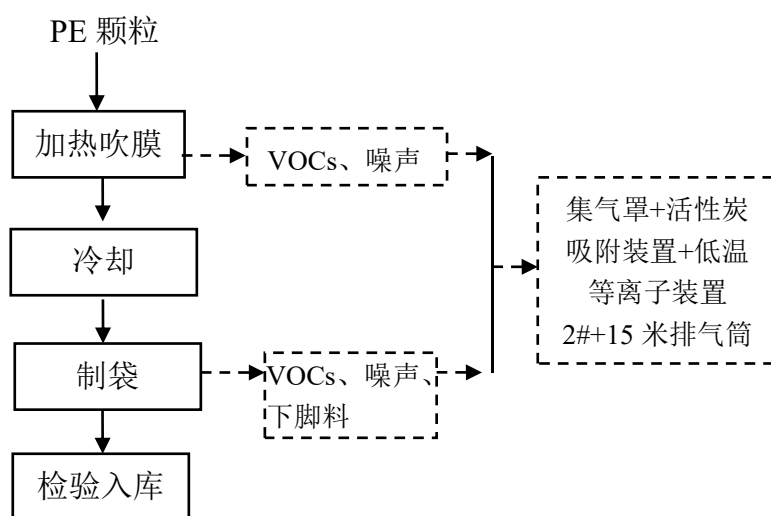 PE 颗粒
加热吹膜
VOCs、噪声
冷却
集气罩+活性炭
吸附装置+低温
等离子装置
2#+15 米排气筒
制袋
VOCs、噪声、
下脚料
检验入库